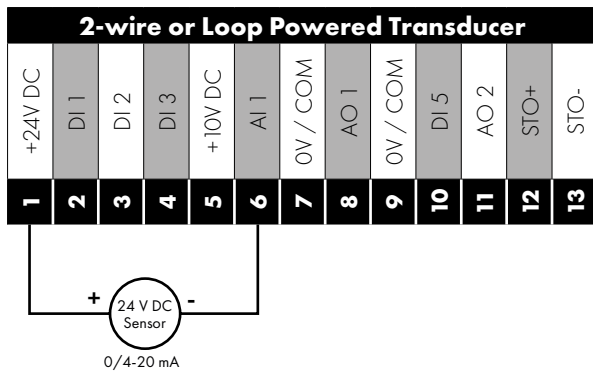 2-wire or Loop Powered Transducer
+24V DC
DI 1
DI 2
DI 3
+10V DC
AI 1
0V / COM
AO 1
0V / COM
DI 5
AO 2
STO+
STO-
1 2 3 4 5 6 7 8 9 10 11 12 13
+ -
24 V DC
Sensor
0/4-20 mA